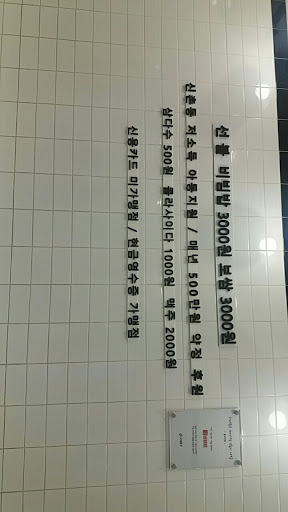 선불 비빔밥 3000원 보쌈 3000원
신촌동 저소득 아동지원 / 매년 500만원 약정 후원
삼다수 500원 콜라사이다 1000원 맥주 2000원
신용카드 미가맹점 / 현금영수증 가맹점